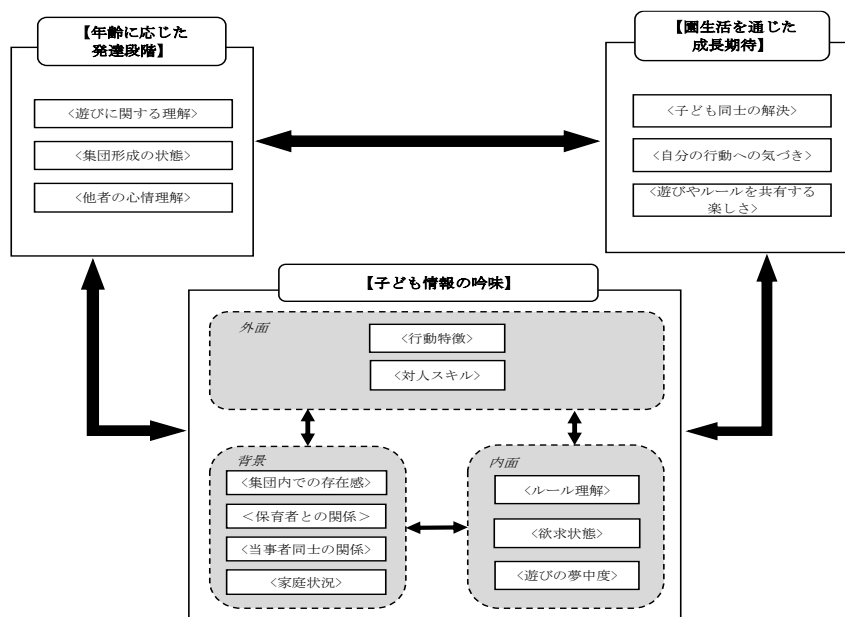 【年齢に応じた
発達段階】
<遊びに関する理解>
<集団形成の状態>
<他者の心情理解>
【園生活を通じた
成長期待】
<子ども同士の解決>
<自分の行動への気づき>
<遊びやルールを共有する
楽しさ>
【子ども情報の吟味】
外面
<行動特徴>
<対人スキル>
背景
<集団内での存在感>
＜保育者との関係＞
<当事者同士の関係>
<家庭状況>
内面
<ルール理解>
<欲求状態>
<遊びの夢中度>